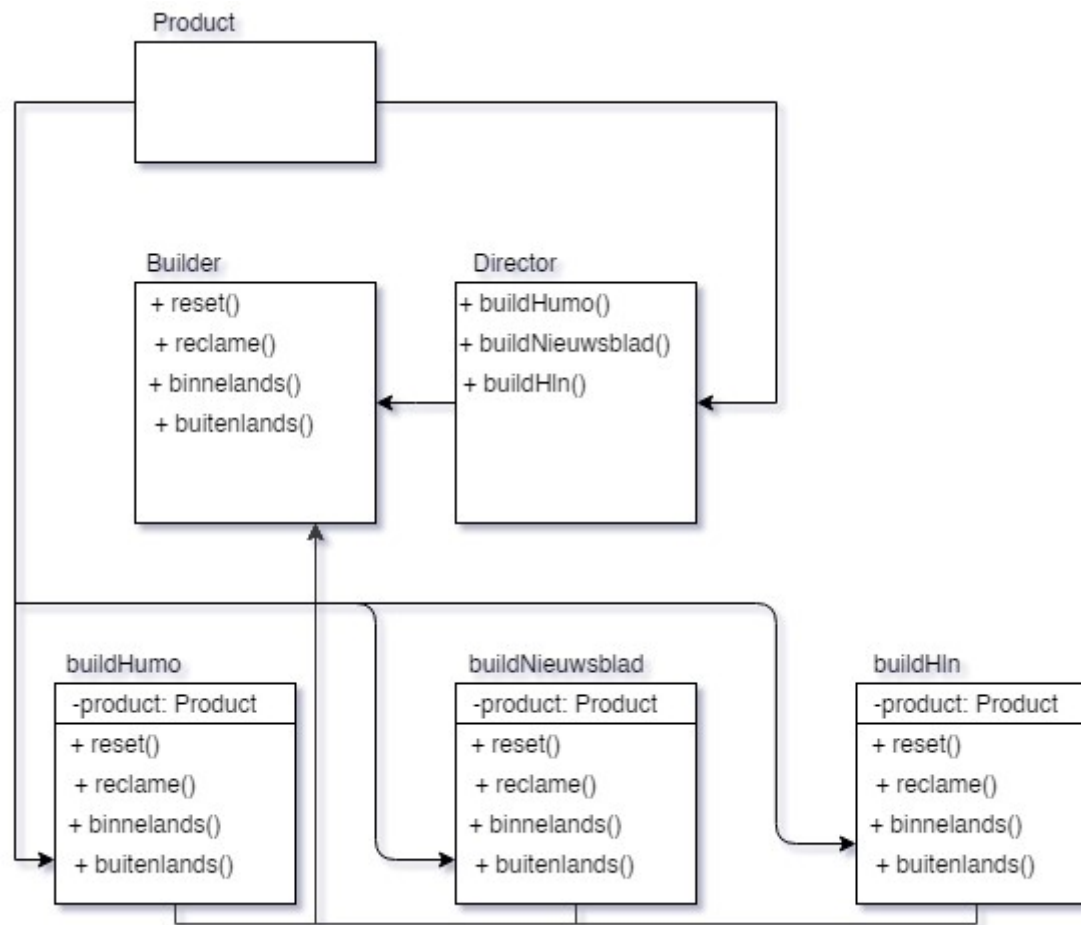 Product
Builder
+ reset()
+ reclame()
+ binnelands()
+ buitenlands()
Director
+ buildHumo()
+ buildNieuwsblad()
+ buildHln()
buildHumo
-product: Product
+ reset()
+ reclame()
+ binnelands()
+ buitenlands()
buildNieuwsblad
-product: Product
+ reset()
+ reclame()
+ binnelands()
+ buitenlands()
buildHln
-product: Product
+ reset()
+ reclame()
+ binnelands()
+ buitenlands()